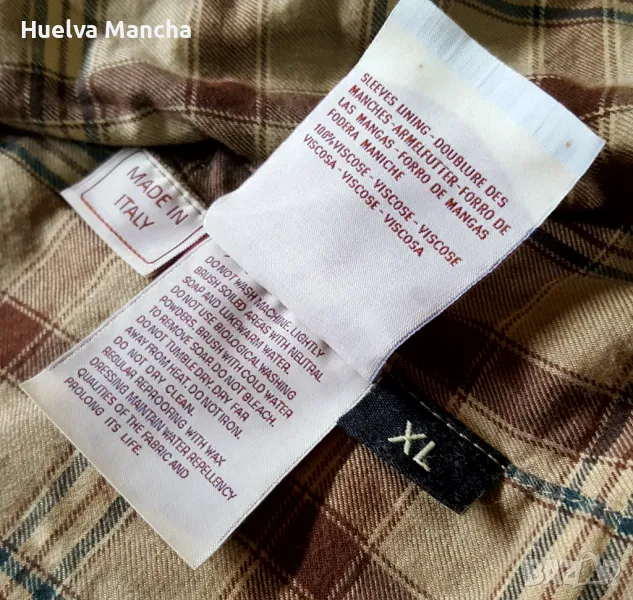 Huelva Mancha
SLEEVES LINING-DOUBLURE DES
MANCHES-ARMELFUTTER-FORRO DE
LAS MANGAS-FORRO DE MANGAS
FODERA MANICHE
100%VISCOSE-VISCOSE-VISCOSE
VISCOSA-VISCOSE-VISCOSA
VISCOSA
MADE IN
ITALY
DO NOT WASH MACHINE. LIGHTLY
BRUSH SOILED AREAS WITH NEUTRAL
SOAP AND LUKEWARM WATER.
DO NOT USE BIOLOGICAL WASHING
POWDERS, BRUSH WITH COLD WATER
TO REMOVE SOAP. DO NOT BLEACH.
DO NOT TUMBLE DRY. DRY FAR
AWAY FROM HEAT. DO NOT IRON.
DO NOT DRY CLEAN.
REGULAR REPROOFING WITH WAX
DRESSING MAINTAIN WATER REPELLENCY
QUALITIES OF THE FABRIC AND
PROLONG ITS LIFE.
XL